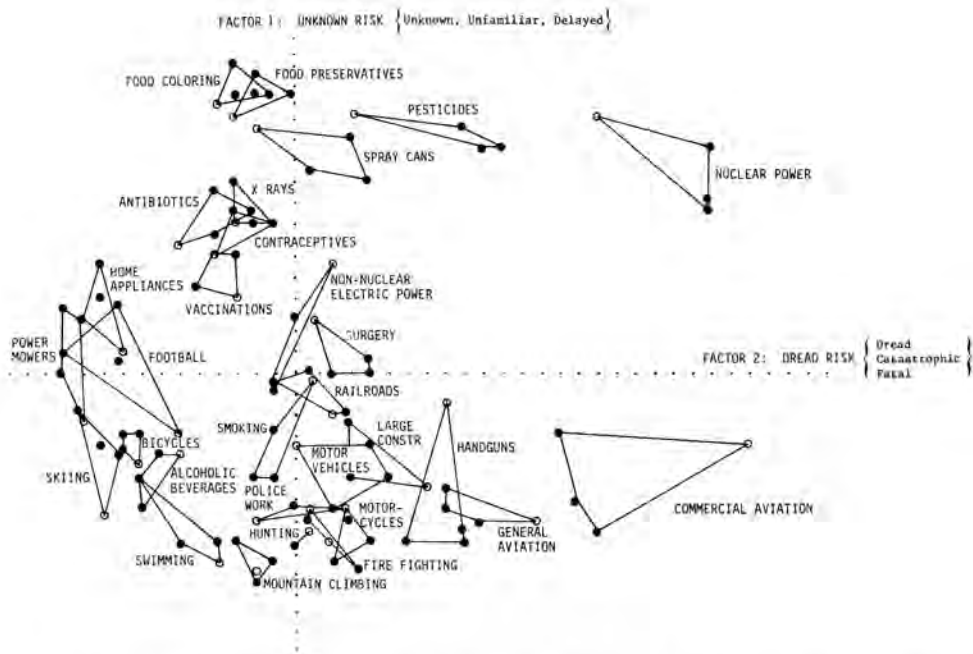 FACTOR 1: UNKNOWN RISK {Unknown, Unfamiliar, Delayed}
FOOD PRESERVATIVES
FOOD COLORING
PESTICIDES
SPRAY CANS
NUCLEAR POWER
X RAYS
ANTIBIOTICS
CONTRACEPTIVES
HOME
APPLIANCES
NON-NUCLEAR
ELECTRIC POWER
VACCINATIONS
SURGERY
POWER
MOWERS
FOOTBALL
FACTOR 2: DREAD RISK
Dread
Catastrophic
Fatal
RAILROADS
SMOKING
LARGE
CONSTR
HANDGUNS
BICYCLES
MOTOR
VEHICLES
SKIING
ALCOHOLIC
BEVERAGES
POLICE
WORK
MOTOR-
CYCLES
COMMERCIAL AVIATION
HUNTING
GENERAL
AVIATION
SWIMMING
FIRE FIGHTING
MOUNTAIN CLIMBING